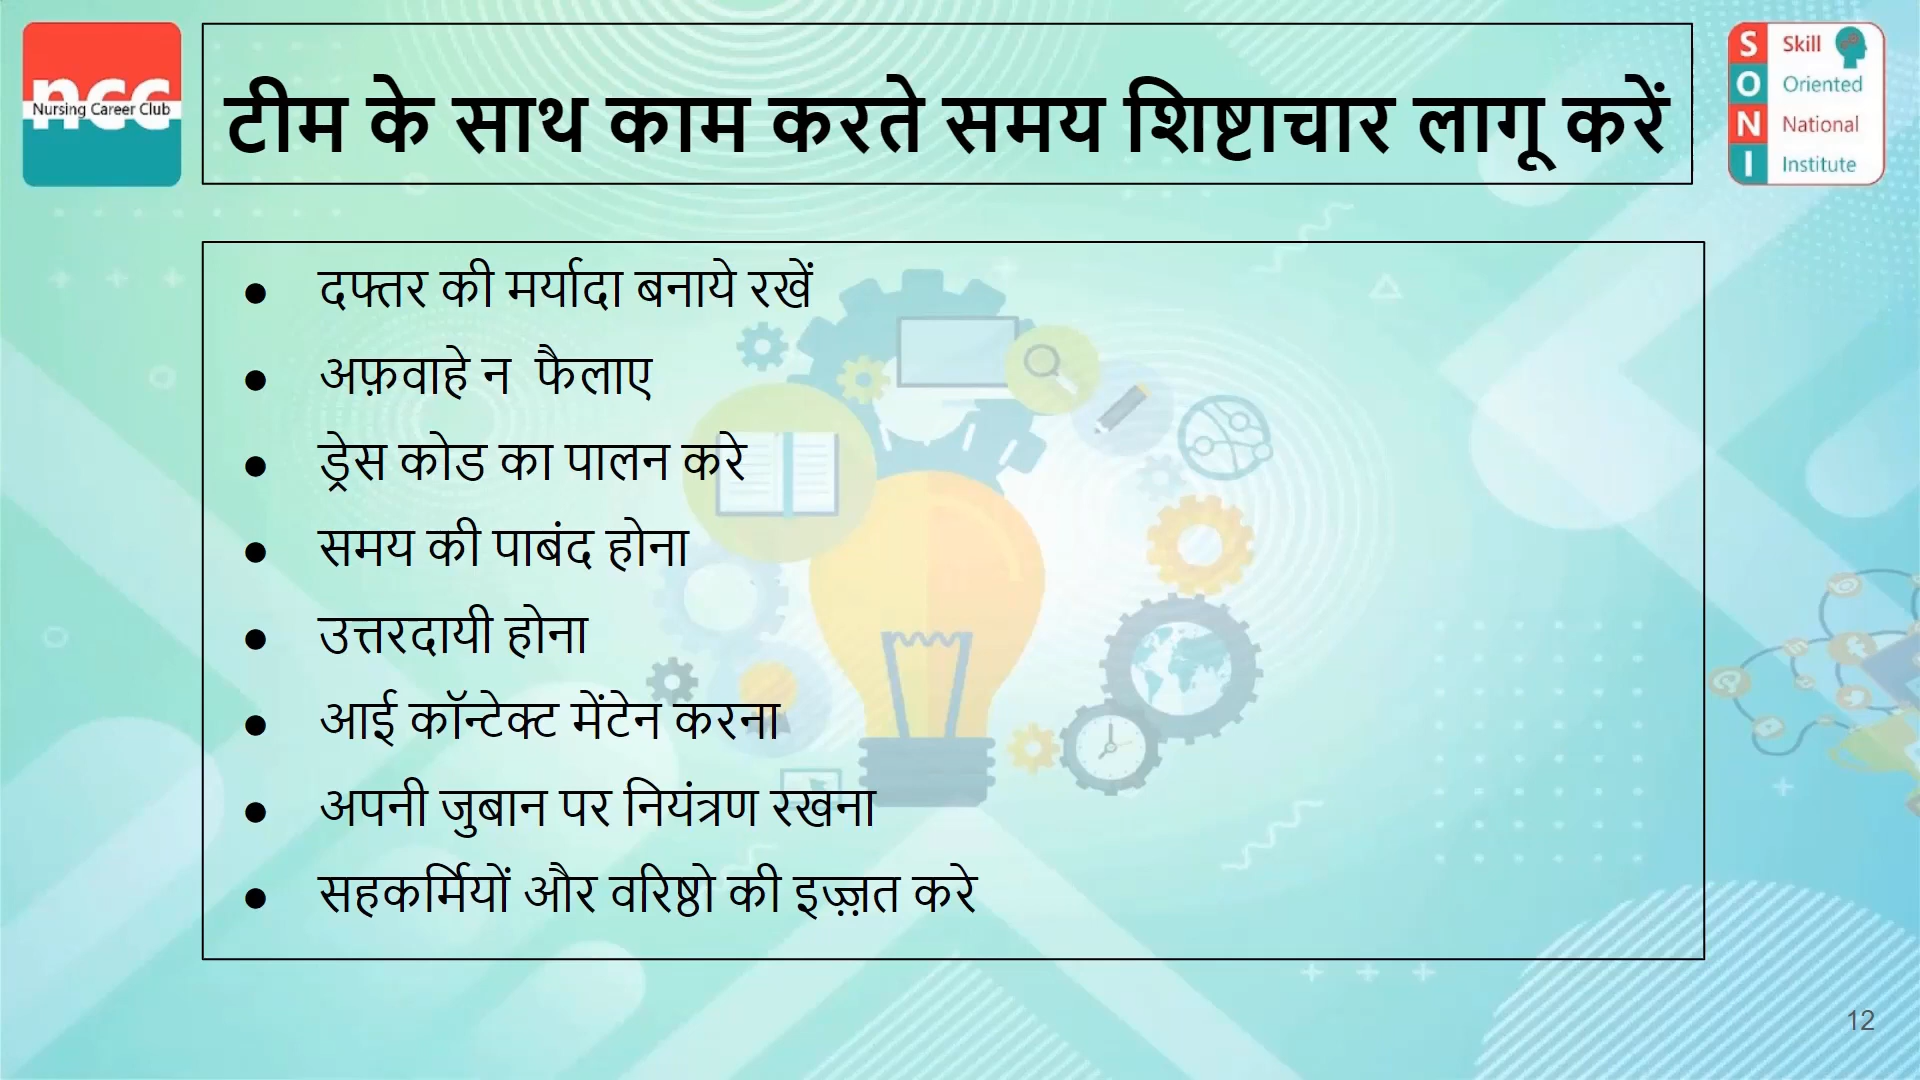 ncc
Nursing Career Club
टीम के साथ काम करते समय शिष्टाचार लागू करें
S Skill
O Oriented
N National
I Institute
● दफ्तर की मर्यादा बनाये रखें
● अफ़वाहे न फैलाए
● ड्रेस कोड का पालन करे
● समय की पाबंद होना
● उत्तरदायी होना
● आई कॉन्टेक्ट मेंटेन करना
● अपनी जुबान पर नियंत्रण रखना
● सहकर्मियों और वरिष्ठो की इज़्ज़त करे
12